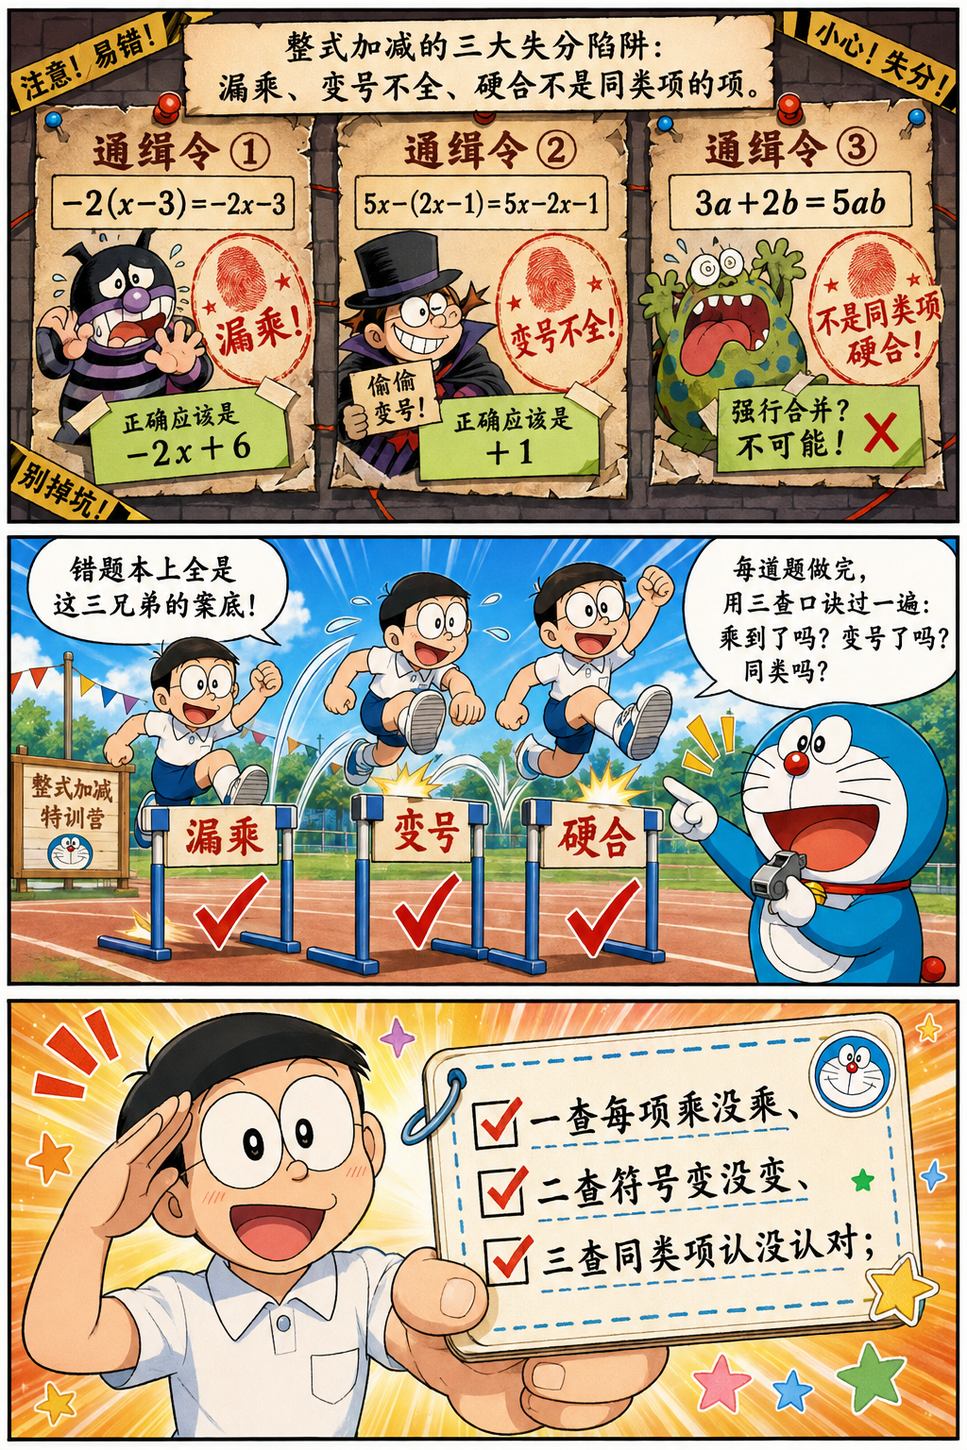 注意！易错！
整式加减的三大失分陷阱：
漏乘、变号不全、硬合不是同类项的项。
小心！失分！
通缉令①
−2(x−3)=−2x−3
漏乘！
正确应该是
−2x+6
通缉令②
5x−(2x−1)=5x−2x−1
变号不全！
偷偷
变号！
正确应该是
+1
通缉令③
3a+2b=5ab
不是同类项
硬合！
强行合并？
不可能！
别掉坑！
错题本上全是
这三兄弟的案底！
每道题做完，
用三查口诀过一遍：
乘到了吗？变号了吗？
同类吗？
整式加减
特训营
漏乘
变号
硬合
一查每项乘没乘、
二查符号变没变、
三查同类项认没认对；